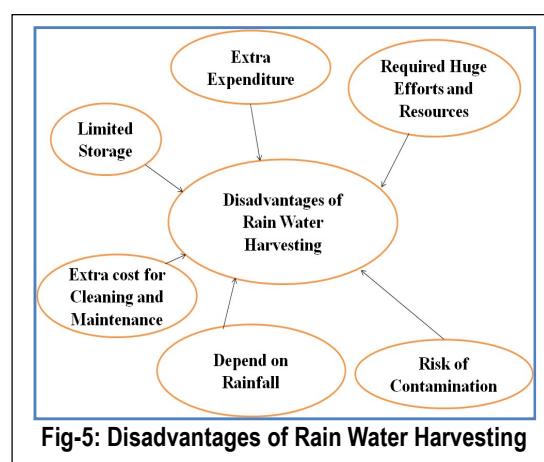 Extra
Expenditure
Required Huge
Efforts and
Resources
Limited
Storage
Disadvantages of
Rain Water
Harvesting
Extra cost for
Cleaning and
Maintenance
Depend on
Rainfall
Risk of
Contamination
Fig-5: Disadvantages of Rain Water Harvesting